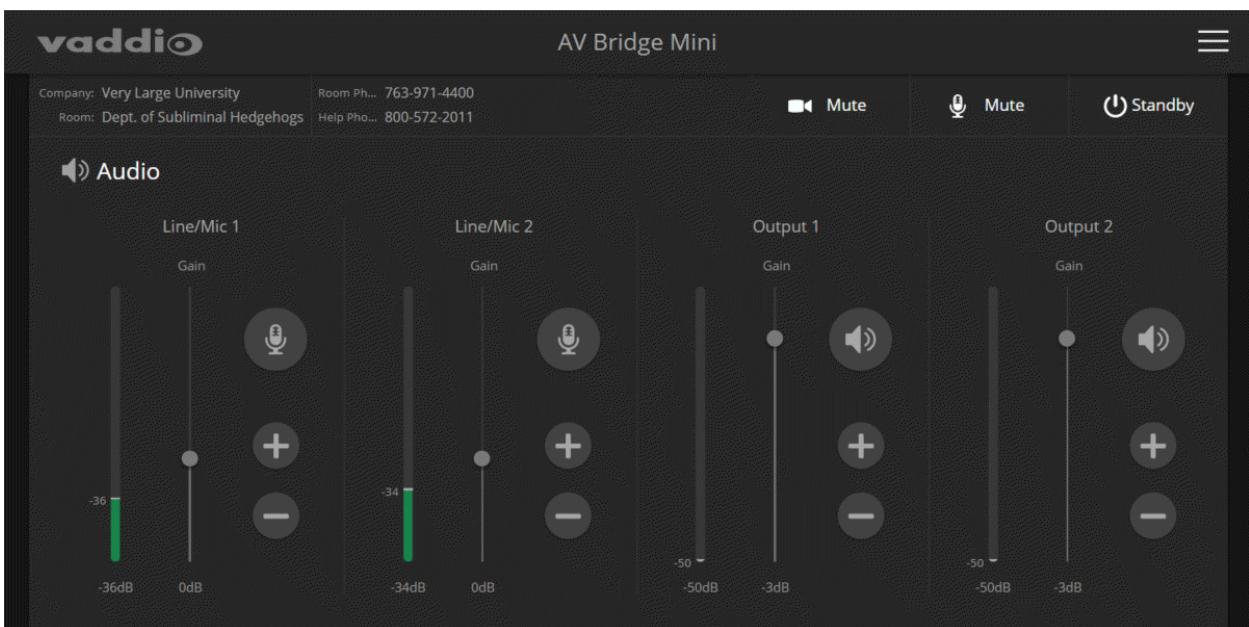 vaddio
AV Bridge Mini
Company: Very Large University
Room Ph... 763-971-4400
Room: Dept. of Subliminal Hedgehogs
Help Pho... 800-572-2011
Mute
Mute
Standby
Audio
Line/Mic 1
Line/Mic 2
Output 1
Output 2
Gain
Gain
Gain
Gain
-36
-34
-50
-50
-36dB
0dB
-34dB
0dB
-50dB
-3dB
-50dB
-3dB